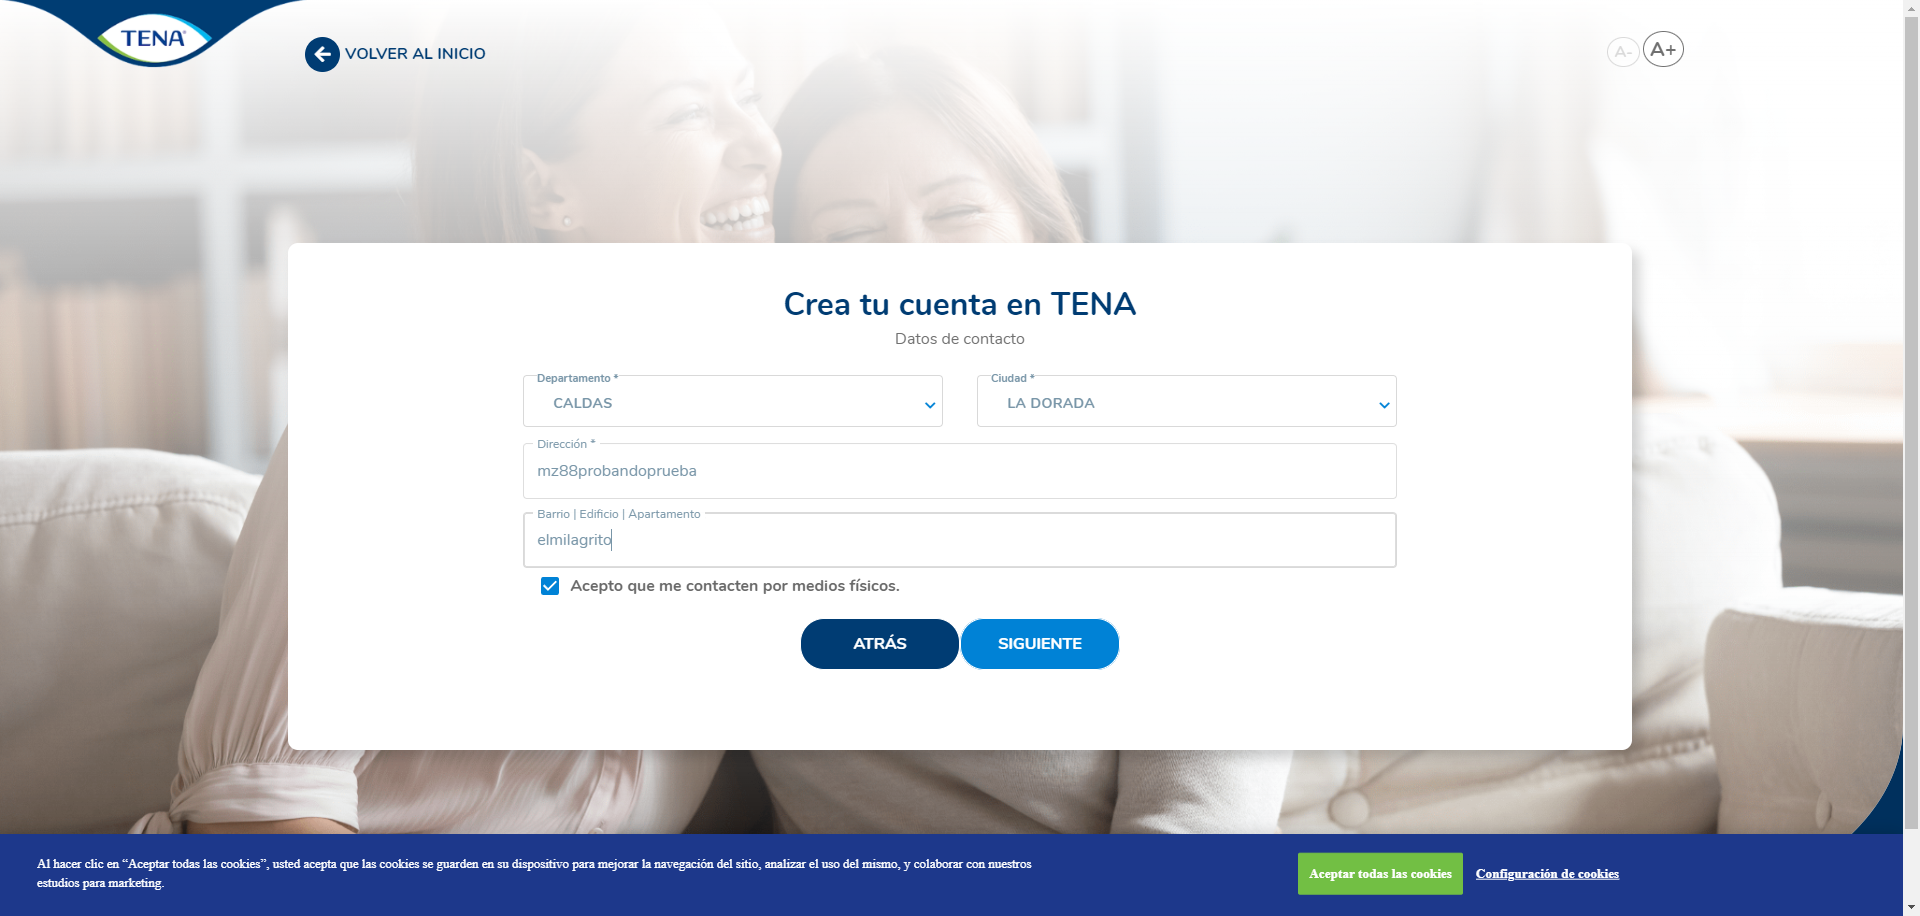 TENA
VOLVER AL INICIO
A-
A+
Crea tu cuenta en TENA
Datos de contacto
Departamento *
CALDAS
Ciudad *
LA DORADA
Dirección *
mz88probandoprueba
Barrio | Edificio | Apartamento
elmilagrito
Acepto que me contacten por medios físicos.
ATRÁS
SIGUIENTE
Al hacer clic en “Aceptar todas las cookies”, usted acepta que las cookies se guarden en su dispositivo para mejorar la navegación del sitio, analizar el uso del mismo, y colaborar con nuestros
estudios para marketing.
Aceptar todas las cookies
Configuración de cookies